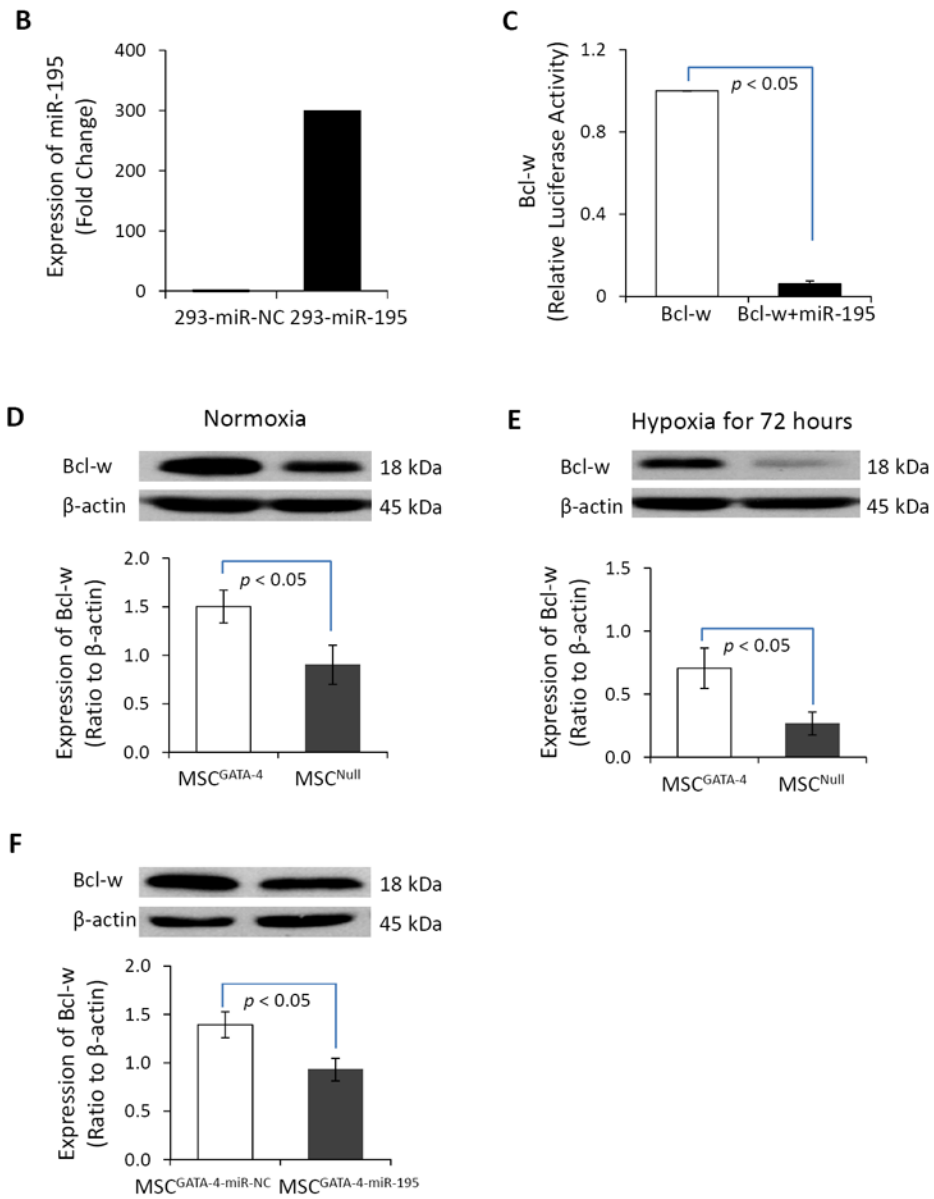 B
Expression of miR-195
(Fold Change)
400
300
200
100
0
293-miR-NC 293-miR-195
C
Bcl-w
(Relative Luciferase Activity)
1.2
0.8
0.4
0
p < 0.05
Bcl-w Bcl-w+miR-195
D
Normoxia
Bcl-w 18 kDa
β-actin 45 kDa
Expression of Bcl-w
(Ratio to β-actin)
2.0
1.5
1.0
0.5
0.0
p < 0.05
MSCGATA-4 MSCNull
E
Hypoxia for 72 hours
Bcl-w 18 kDa
β-actin 45 kDa
Expression of Bcl-w
(Ratio to β-actin)
1.5
1.0
0.5
0.0
p < 0.05
MSCGATA-4 MSCNull
F
Bcl-w 18 kDa
β-actin 45 kDa
Expression of Bcl-w
(Ratio to β-actin)
2.0
1.5
1.0
0.5
0.0
p < 0.05
MSCGATA-4-miR-NC MSCGATA-4-miR-195